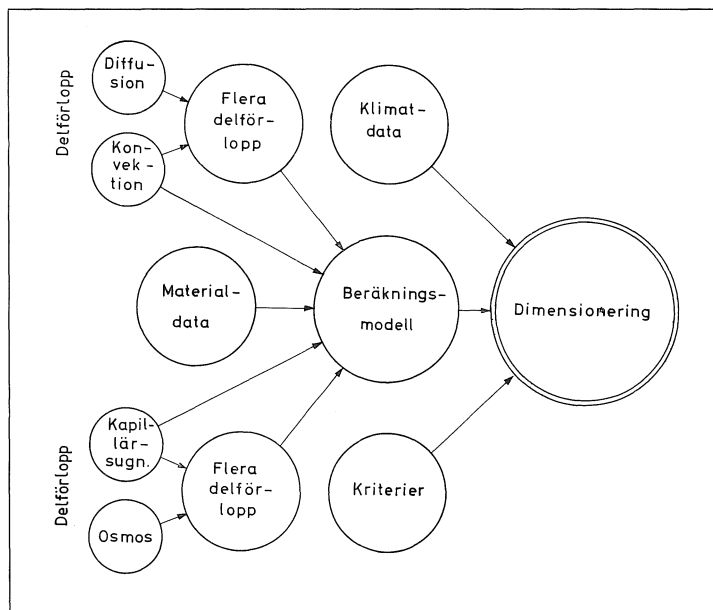 Delförlopp
Diffu-
sion
Kon-
vek-
tion
Flera
delför-
lopp
Klimat-
data
Material-
data
Beräknings-
modell
Dimensionering
Delförlopp
Kapil-
lär-
sugn.
Osmos
Flera
delför-
lopp
Kriterier